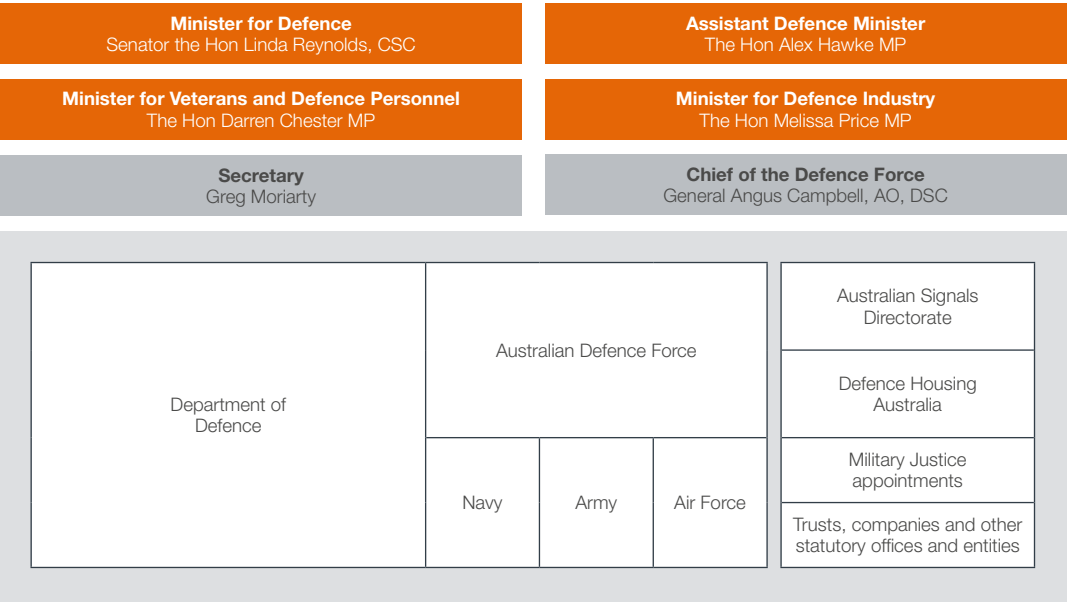 Minister for Defence
Senator the Hon Linda Reynolds, CSC
Assistant Defence Minister
The Hon Alex Hawke MP
Minister for Veterans and Defence Personnel
The Hon Darren Chester MP
Minister for Defence Industry
The Hon Melissa Price MP
Secretary
Greg Moriarty
Chief of the Defence Force
General Angus Campbell, AO, DSC
Department of
Defence
Australian Defence Force
Navy
Army
Air Force
Australian Signals
Directorate
Defence Housing
Australia
Military Justice
appointments
Trusts, companies and other
statutory offices and entities